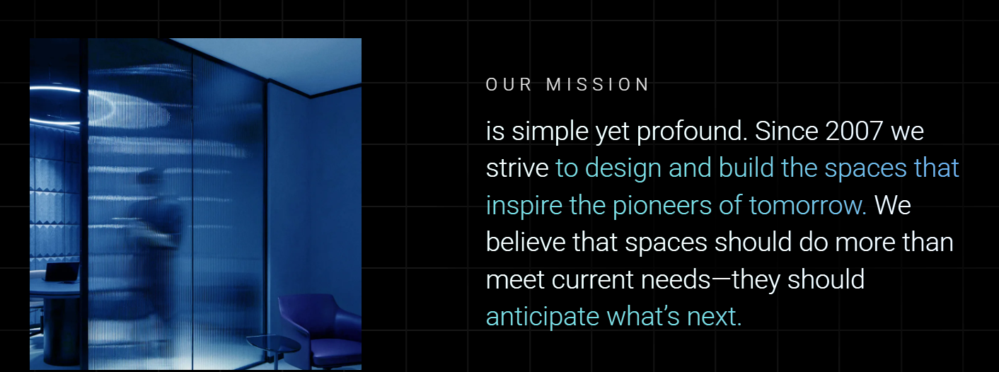 OUR MISSION
is simple yet profound. Since 2007 we
strive to design and build the spaces that
inspire the pioneers of tomorrow. We
believe that spaces should do more than
meet current needs—they should
anticipate what’s next.